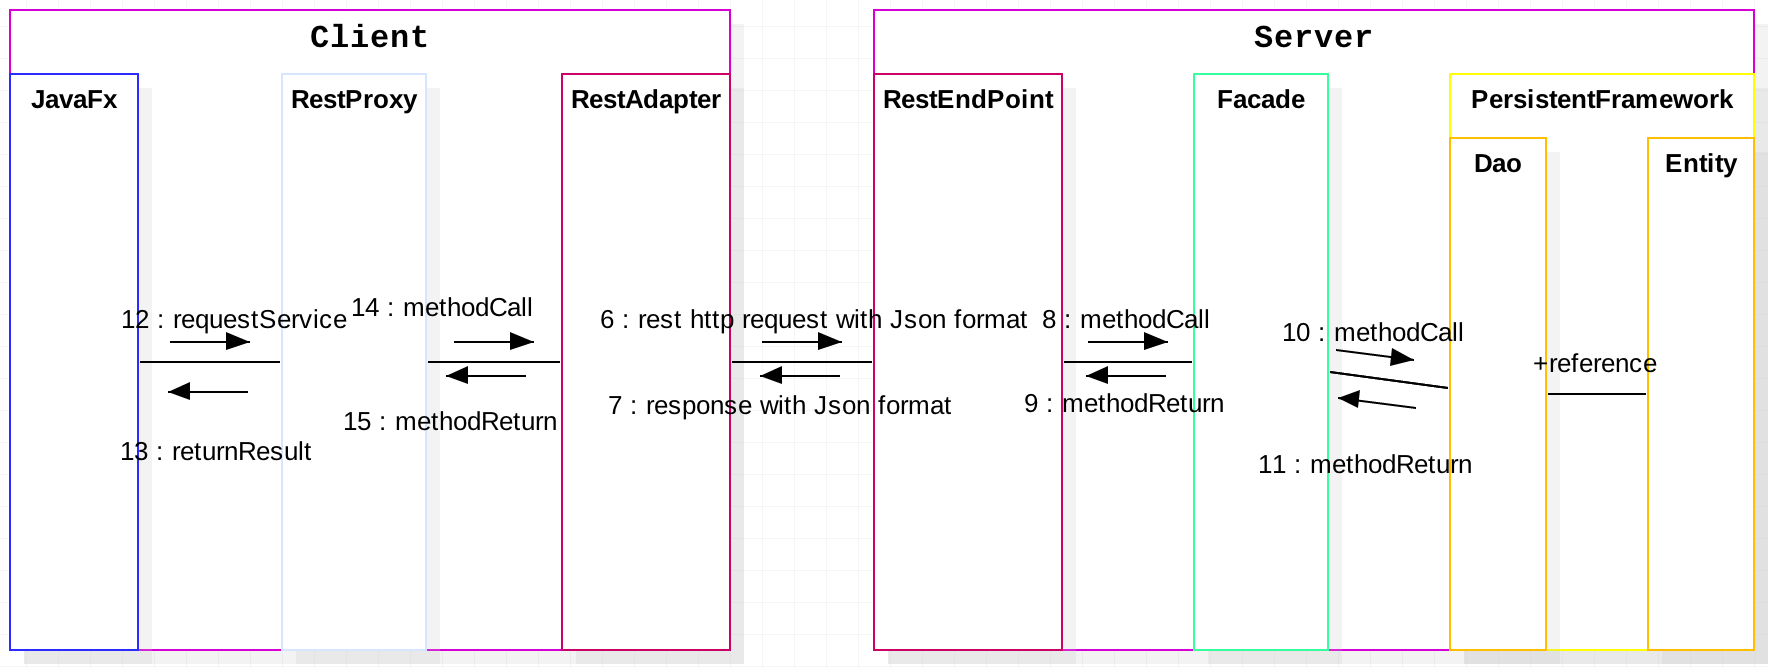 Client
Server
JavaFx
RestProxy
RestAdapter
RestEndPoint
Facade
PersistentFramework
Dao
Entity
12 : requestService
14 : methodCall
6 : rest http request with Json format
8 : methodCall
10 : methodCall
+reference
13 : returnResult
15 : methodReturn
7 : response with Json format
9 : methodReturn
11 : methodReturn